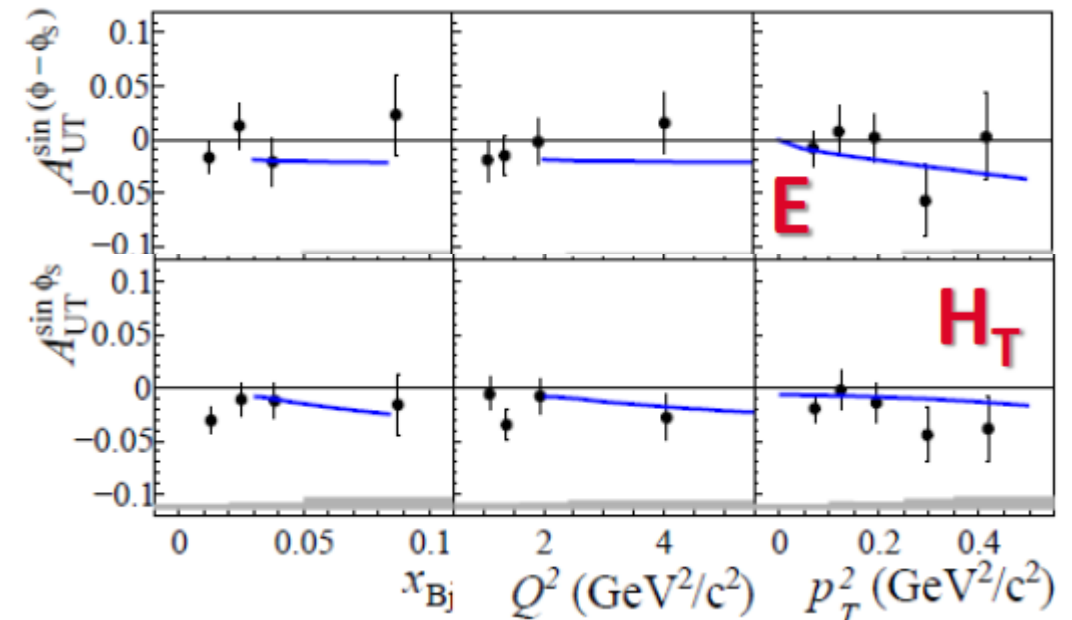 A_UT^sin (ϕ − ϕ_S)
0.1
0.05
0
−0.05
−0.1
E
A_UT^sin ϕ_S
0.1
0.05
0
−0.05
−0.1
H_T
0 0.05 0.1 2 4 0 0.2 0.4
x_Bj Q² (GeV²/c²) p_T² (GeV²/c²)